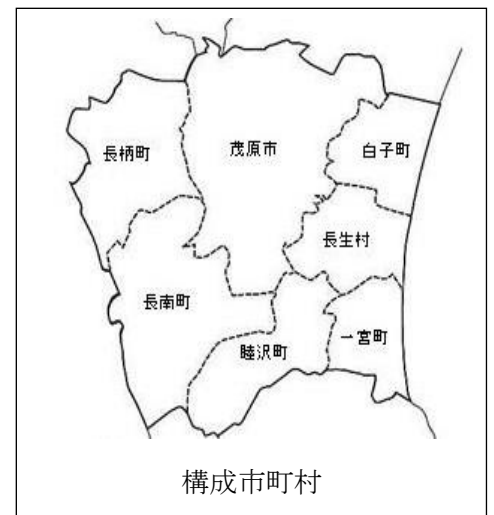 茂原市
長柄町
白子町
長生村
長南町
睦沢町
一宮町
構成市町村